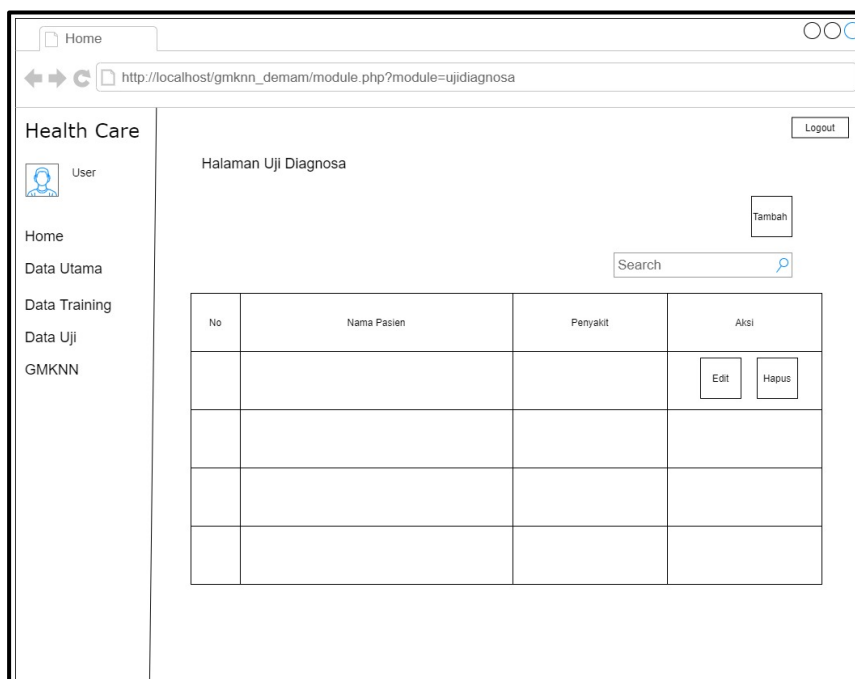 Home
http://localhost/gmknn_demam/module.php?module=ujidiagnosa
Health Care
Logout
User
Halaman Uji Diagnosa
Tambah
Home
Search
Data Utama
Data Training
Data Uji
GMKNN
No Nama Pasien Penyakit Aksi
Edit Hapus